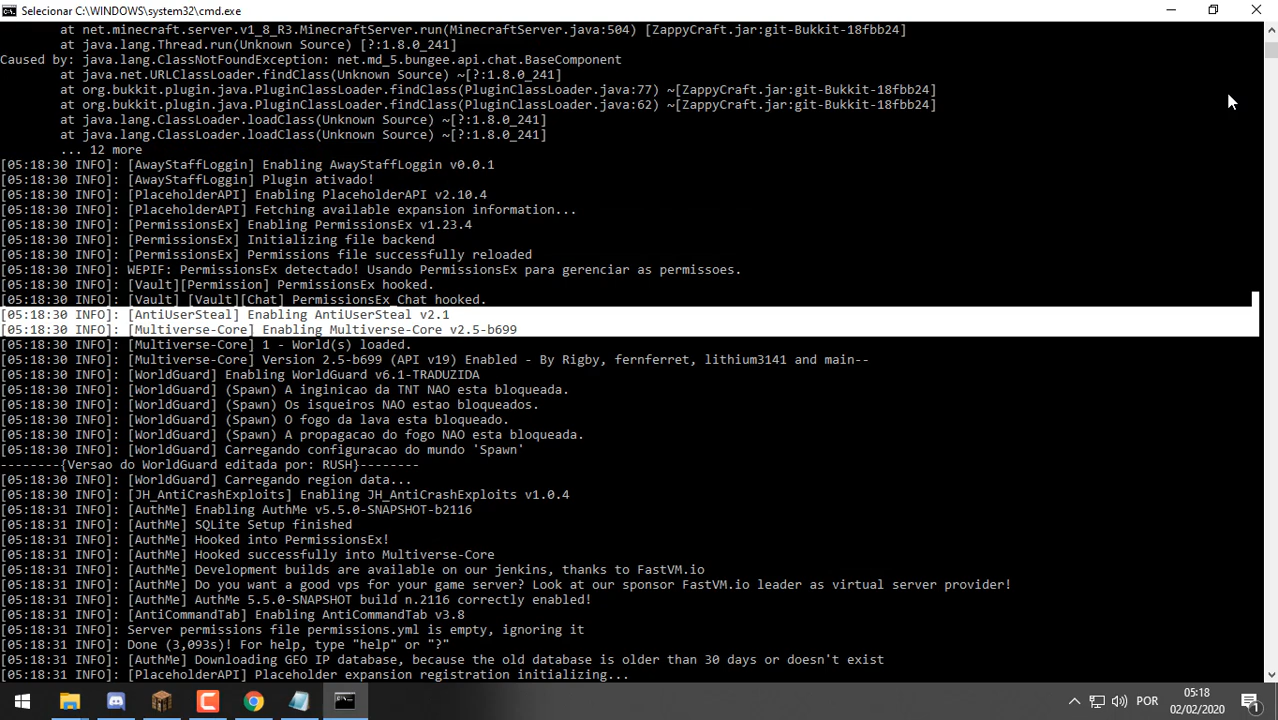 Selecionar C:\WINDOWS\system32\cmd.exe
at net.minecraft.server.v1_8_R3.MinecraftServer.run(MinecraftServer.java:504) [ZappyCraft.jar:git-Bukkit-18fbb24]
at java.lang.Thread.run(Unknown Source) [?:1.8.0_241]
Caused by: java.lang.ClassNotFoundException: net.md_5.bungee.api.chat.BaseComponent
at java.net.URLClassLoader.findClass(Unknown Source) ~[?:1.8.0_241]
at org.bukkit.plugin.java.PluginClassLoader.findClass(PluginClassLoader.java:77) ~[ZappyCraft.jar:git-Bukkit-18fbb24]
at org.bukkit.plugin.java.PluginClassLoader.findClass(PluginClassLoader.java:62) ~[ZappyCraft.jar:git-Bukkit-18fbb24]
at java.lang.ClassLoader.loadClass(Unknown Source) ~[?:1.8.0_241]
at java.lang.ClassLoader.loadClass(Unknown Source) ~[?:1.8.0_241]
... 12 more
[05:18:30 INFO]: [AwayStaffLoggin] Enabling AwayStaffLoggin v0.0.1
[05:18:30 INFO]: [AwayStaffLoggin] Plugin ativado!
[05:18:30 INFO]: [PlaceholderAPI] Enabling PlaceholderAPI v2.10.4
[05:18:30 INFO]: [PlaceholderAPI] Fetching available expansion information...
[05:18:30 INFO]: [PermissionsEx] Enabling PermissionsEx v1.23.4
[05:18:30 INFO]: [PermissionsEx] Initializing file backend
[05:18:30 INFO]: [PermissionsEx] Permissions file successfully reloaded
[05:18:30 INFO]: WEPIF: PermissionsEx detectado! Usando PermissionsEx para gerenciar as permissoes.
[05:18:30 INFO]: [Vault][Permission] PermissionsEx hooked.
[05:18:30 INFO]: [Vault] [Vault][Chat] PermissionsEx_Chat hooked.
[05:18:30 INFO]: [AntiUserSteal] Enabling AntiUserSteal v2.1
[05:18:30 INFO]: [Multiverse-Core] Enabling Multiverse-Core v2.5-b699
[05:18:30 INFO]: [Multiverse-Core] 1 - World(s) loaded.
[05:18:30 INFO]: [Multiverse-Core] Version 2.5-b699 (API v19) Enabled - By Rigby, fernferret, lithium3141 and main--
[05:18:30 INFO]: [WorldGuard] Enabling WorldGuard v6.1-TRADUZIDA
[05:18:30 INFO]: [WorldGuard] (Spawn) A inginicao da TNT NAO esta bloqueada.
[05:18:30 INFO]: [WorldGuard] (Spawn) Os isqueiros NAO estao bloqueados.
[05:18:30 INFO]: [WorldGuard] (Spawn) O fogo da lava esta bloqueado.
[05:18:30 INFO]: [WorldGuard] (Spawn) A propagacao do fogo NAO esta bloqueada.
[05:18:30 INFO]: [WorldGuard] Carregando configuracao do mundo 'Spawn'
--------{Versao do WorldGuard editada por: RUSH}--------
[05:18:30 INFO]: [WorldGuard] Carregando region data...
[05:18:30 INFO]: [JH_AntiCrashExploits] Enabling JH_AntiCrashExploits v1.0.4
[05:18:31 INFO]: [AuthMe] Enabling AuthMe v5.5.0-SNAPSHOT-b2116
[05:18:31 INFO]: [AuthMe] SQLite Setup finished
[05:18:31 INFO]: [AuthMe] Hooked into PermissionsEx!
[05:18:31 INFO]: [AuthMe] Hooked successfully into Multiverse-Core
[05:18:31 INFO]: [AuthMe] Development builds are available on our jenkins, thanks to FastVM.io
[05:18:31 INFO]: [AuthMe] Do you want a good vps for your game server? Look at our sponsor FastVM.io leader as virtual server provider!
[05:18:31 INFO]: [AuthMe] AuthMe 5.5.0-SNAPSHOT build n.2116 correctly enabled!
[05:18:31 INFO]: [AntiCommandTab] Enabling AntiCommandTab v3.8
[05:18:31 INFO]: Server permissions file permissions.yml is empty, ignoring it
[05:18:31 INFO]: Done (3,093s)! For help, type "help" or "?"
[05:18:31 INFO]: [AuthMe] Downloading GEO IP database, because the old database is older than 30 days or doesn't exist
[05:18:31 INFO]: [PlaceholderAPI] Placeholder expansion registration initializing...
POR
05:18
02/02/2020
1